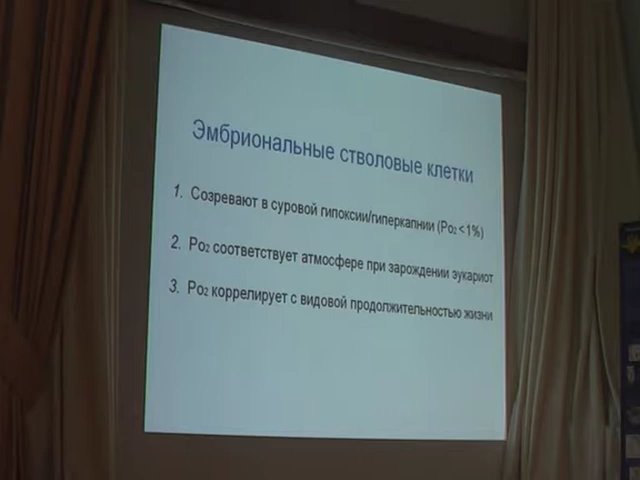 Эмбриональные стволовые клетки
1. Созревают в суровой гипоксии/гиперкапнии (Po₂ < 1%)
2. Po₂ соответствует атмосфере при зарождении эукариот
3. Po₂ коррелирует с видовой продолжительностью жизни